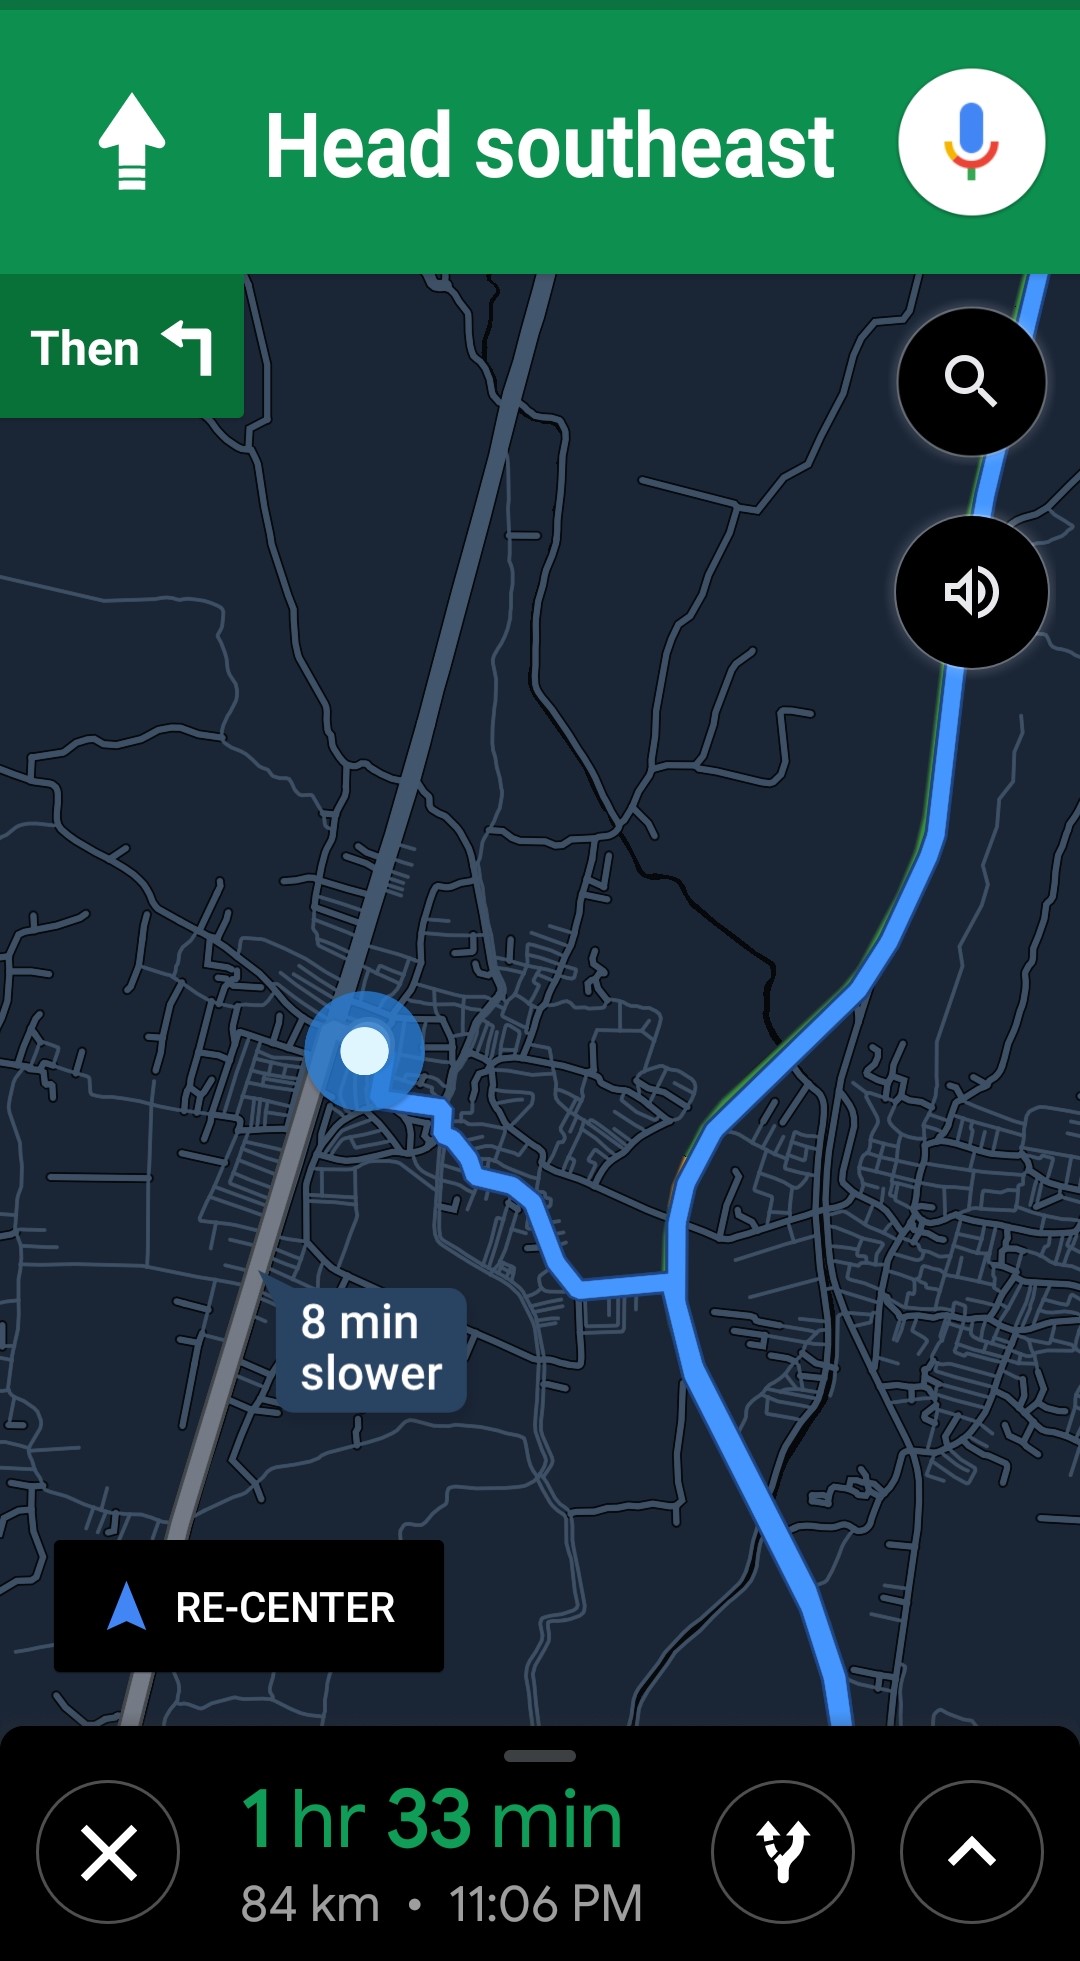 Head southeast
Then
8 min
slower
RE-CENTER
1 hr 33 min
84 km • 11:06 PM